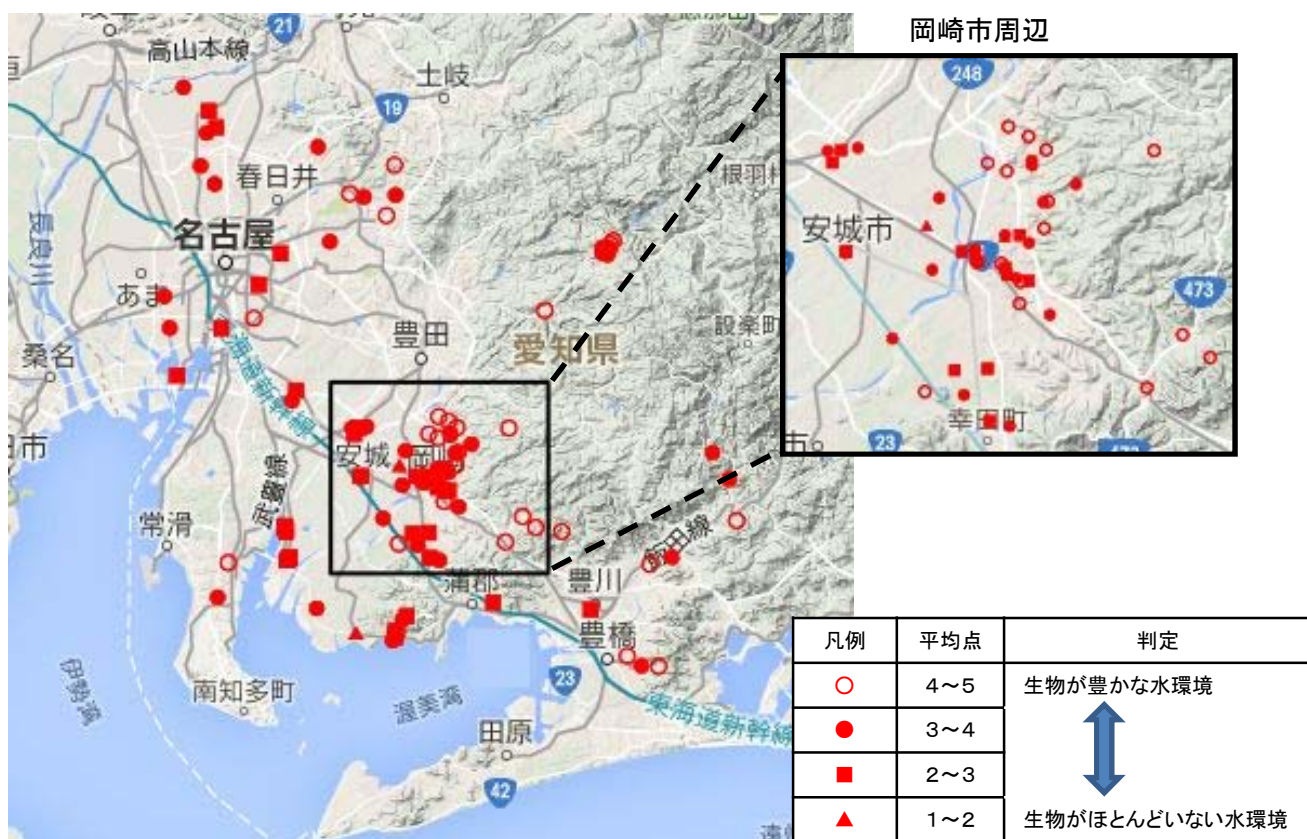 岡崎市周辺
21
高山本線
土岐
19
248
春日井
根羽村
長良川
名古屋
安城市
あま
473
豊田
設楽町
愛知県
桑名
東海道新幹線
幸田町
23
安城
岡崎
武豊線
常滑
飯田線
蒲郡
豊川
豊橋
伊勢湾
南知多町
渥美湾
23
東海道新幹線
田原
42
凡例
平均点
判定
4～5
生物が豊かな水環境
3～4
2～3
1～2
生物がほとんどいない水環境